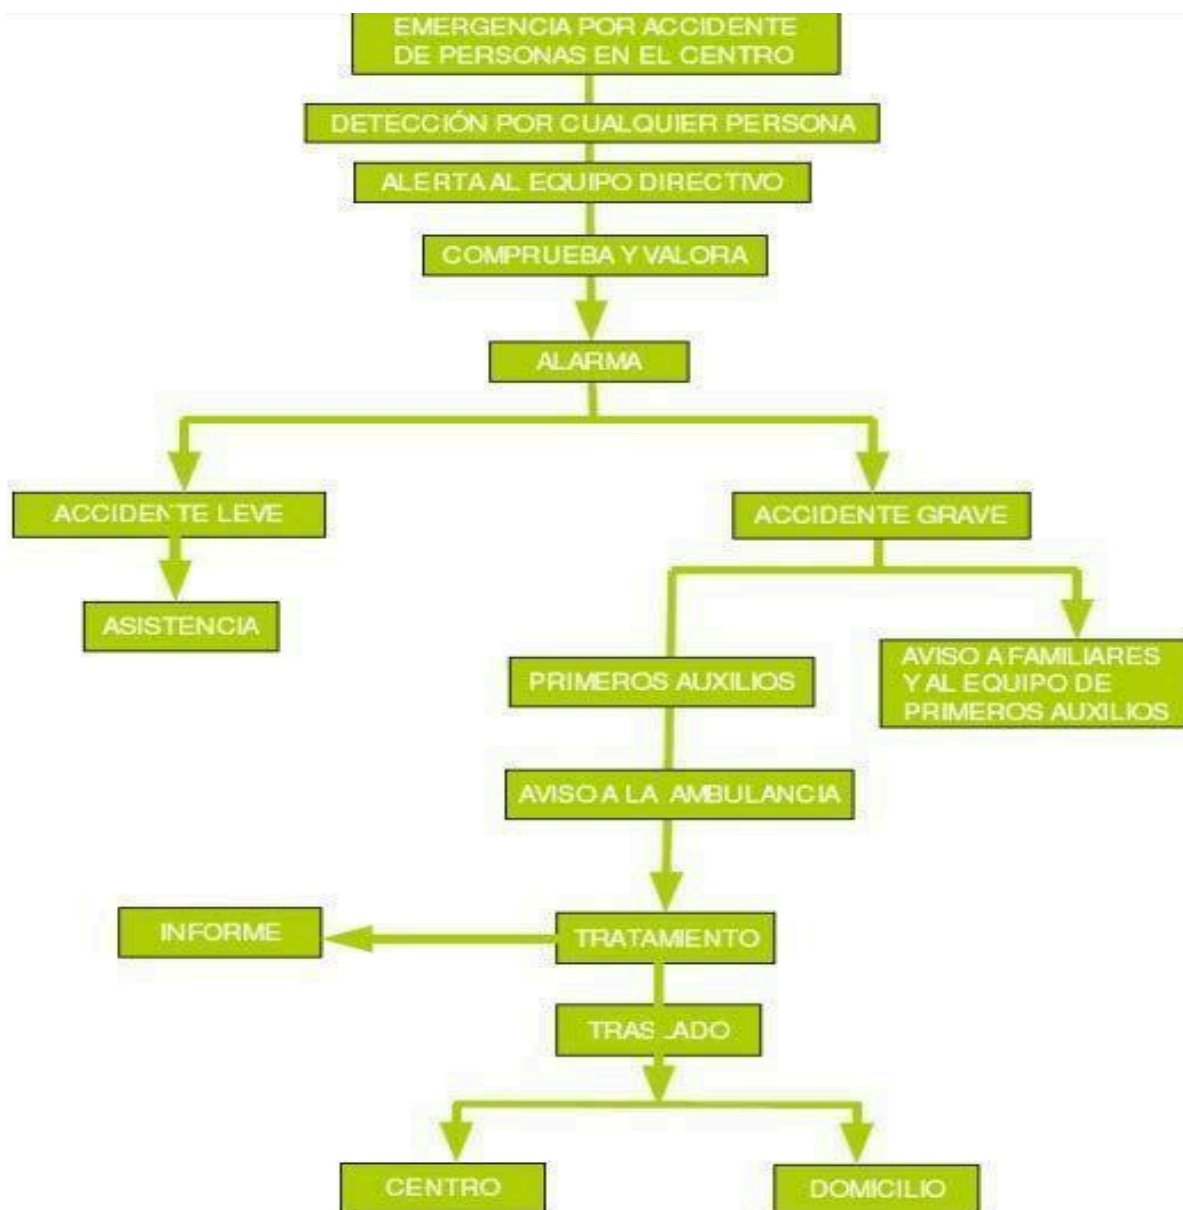 EMERGENCIA POR ACCIDENTE
DE PERSONAS EN EL CENTRO
DETECCIÓN POR CUALQUIER PERSONA
ALERTA AL EQUIPO DIRECTIVO
COMPRUEBA Y VALORA
ALARMA
ACCIDENTE LEVE
ACCIDENTE GRAVE
ASISTENCIA
PRIMEROS AUXILIOS
AVISO A FAMILIARES
Y AL EQUIPO DE
PRIMEROS AUXILIOS
AVISO A LA AMBULANCIA
INFORME
TRATAMIENTO
TRASLADO
CENTRO
DOMICILIO